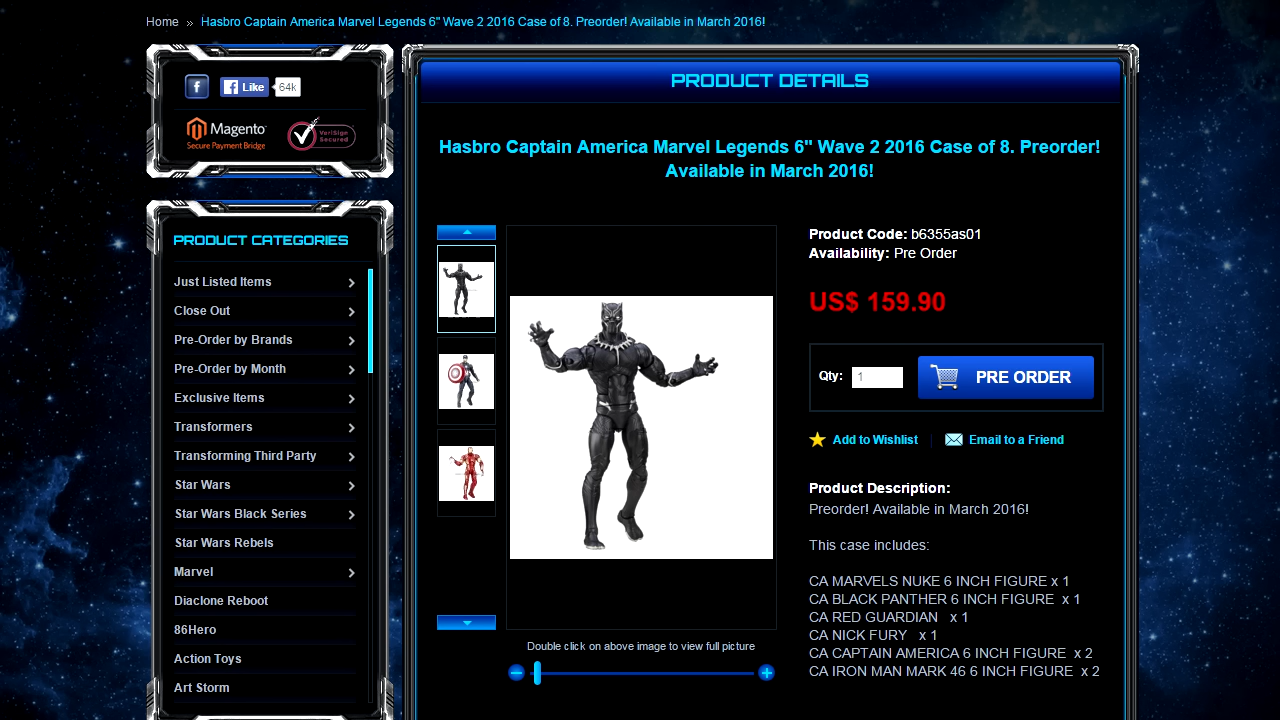 Home » Hasbro Captain America Marvel Legends 6" Wave 2 2016 Case of 8. Preorder! Available in March 2016!
f
f Like 64k
Magento
Secure Payment Bridge
VeriSign
Secured
PRODUCT CATEGORIES
Just Listed Items
Close Out
Pre-Order by Brands
Pre-Order by Month
Exclusive Items
Transformers
Transforming Third Party
Star Wars
Star Wars Black Series
Star Wars Rebels
Marvel
Diaclone Reboot
86Hero
Action Toys
Art Storm
PRODUCT DETAILS
Hasbro Captain America Marvel Legends 6" Wave 2 2016 Case of 8. Preorder!
Available in March 2016!
Double click on above image to view full picture
Product Code: b6355as01
Availability: Pre Order
US$ 159.90
Qty: 1 PRE ORDER
Add to Wishlist Email to a Friend
Product Description:
Preorder! Available in March 2016!
This case includes:
CA MARVELS NUKE 6 INCH FIGURE x 1
CA BLACK PANTHER 6 INCH FIGURE x 1
CA RED GUARDIAN x 1
CA NICK FURY x 1
CA CAPTAIN AMERICA 6 INCH FIGURE x 2
CA IRON MAN MARK 46 6 INCH FIGURE x 2